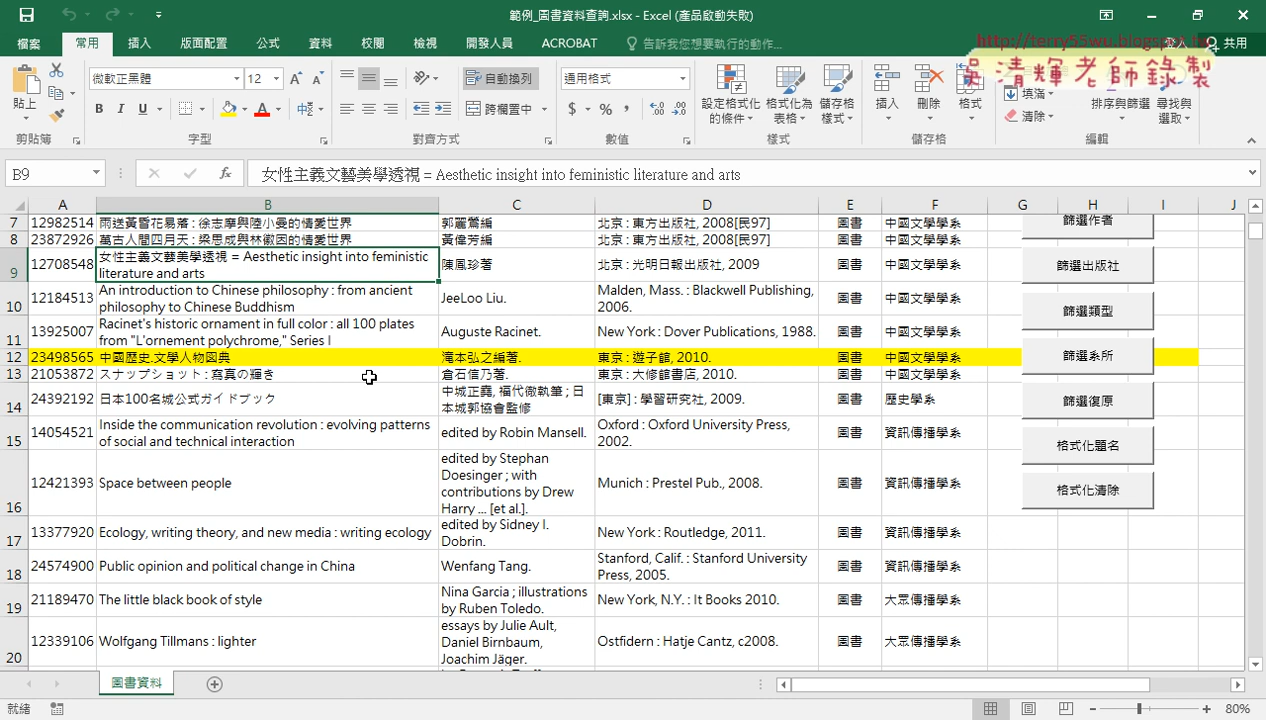 範例_圖書資料查詢.xlsx - Excel (產品啟動失敗)
檔案 常用 插入 版面配置 公式 資料 校閱 檢視 開發人員 ACROBAT 告訴我您想要執行的動作... 登入 共用
http://terry55wu.blogspot.tw
吳清輝老師錄製
貼上 微軟正黑體 12 自動換列 通用格式 跨欄置中
設定格式化的條件 格式化為表格 儲存格樣式 插入 刪除 格式 填滿 清除 排序與篩選 尋找與選取
剪貼簿 字型 對齊方式 數值 樣式 儲存格 編輯
B9 fx 女性主義文藝美學透視 = Aesthetic insight into feministic literature and arts
A B C D E F G H I J
7 12982514 雨送黃昏花易落 : 徐志摩與陸小曼的情愛世界 郭麗鶯編 北京 : 東方出版社, 2008[民97] 圖書 中國文學學系 篩選作者
8 23872926 萬古人間四月天 : 梁思成與林徽因的情愛世界 黃偉芳編 北京 : 東方出版社, 2008[民97] 圖書 中國文學學系
9 12708548 女性主義文藝美學透視 = Aesthetic insight into feministic literature and arts 陳鳳珍著 北京 : 光明日報出版社, 2009 圖書 中國文學學系 篩選出版社
10 12184513 An introduction to Chinese philosophy : from ancient philosophy to Chinese Buddhism JeeLoo Liu. Malden, Mass. : Blackwell Publishing, 2006. 圖書 中國文學學系 篩選類型
11 13925007 Racinet's historic ornament in full color : all 100 plates from "L'ornement polychrome," Series I Auguste Racinet. New York : Dover Publications, 1988. 圖書 中國文學學系
12 23498565 中國歷史.文學人物図典 瀧本弘之編著. 東京 : 遊子館, 2010. 圖書 中國文學學系 篩選系所
13 21053872 スナップショット : 寫真の輝き 倉石信乃著. 東京 : 大修館書店, 2010. 圖書 中國文學學系
14 24392192 日本100名城公式ガイドブック 中城正堯, 福代徹執筆 ; 日本城郭協會監修 [東京] : 學習研究社, 2009. 圖書 歷史學系 篩選復原
15 14054521 Inside the communication revolution : evolving patterns of social and technical interaction edited by Robin Mansell. Oxford : Oxford University Press, 2002. 圖書 資訊傳播學系 格式化題名
16 12421393 Space between people edited by Stephan Doesinger ; with contributions by Drew Harry ... [et al.]. Munich : Prestel Pub., 2008. 圖書 資訊傳播學系 格式化清除
17 13377920 Ecology, writing theory, and new media : writing ecology edited by Sidney I. Dobrin. New York : Routledge, 2011. 圖書 資訊傳播學系
18 24574900 Public opinion and political change in China Wenfang Tang. Stanford, Calif. : Stanford University Press, 2005. 圖書 資訊傳播學系
19 21189470 The little black book of style Nina Garcia ; illustrations by Ruben Toledo. New York, N.Y. : It Books 2010. 圖書 大眾傳播學系
20 12339106 Wolfgang Tillmans : lighter essays by Julie Ault, Daniel Birnbaum, Joachim Jäger. Ostfidern : Hatje Cantz, c2008. 圖書 大眾傳播學系
圖書資料
就緒 80%